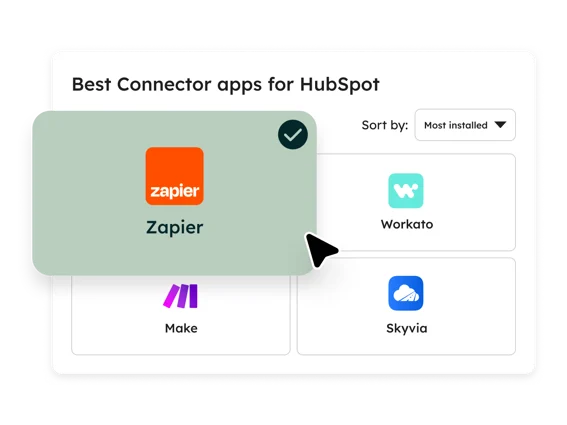 Best Connector apps for HubSpot
Sort by: Most installed
zapier
Zapier
Workato
Make
Skyvia